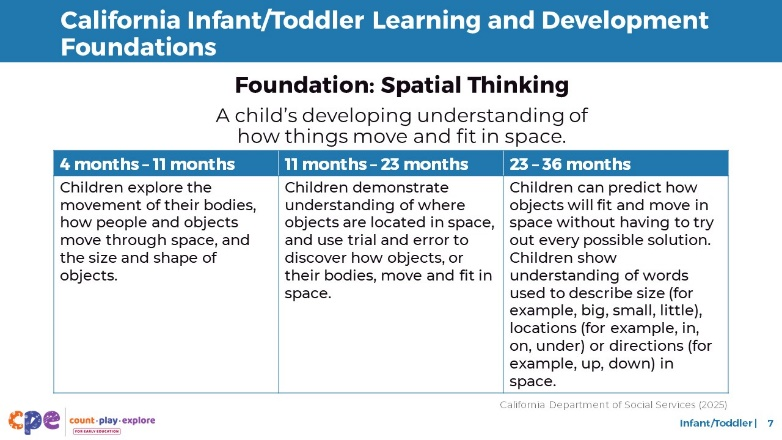 California Infant/Toddler Learning and Development
Foundations
Foundation: Spatial Thinking
A child’s developing understanding of
how things move and fit in space.
4 months – 11 months
Children explore the
movement of their bodies,
how people and objects
move through space, and
the size and shape of
objects.
11 months – 23 months
Children demonstrate
understanding of where
objects are located in space,
and use trial and error to
discover how objects, or
their bodies, move and fit in
space.
23 – 36 months
Children can predict how
objects will fit and move in
space without having to try
out every possible solution.
Children show
understanding of words
used to describe size (for
example, big, small, little),
locations (for example, in,
on, under) or directions (for
example, up, down) in
space.
California Department of Social Services (2025)
cpe
count·play·explore
FOR EARLY EDUCATION
Infant/Toddler | 7